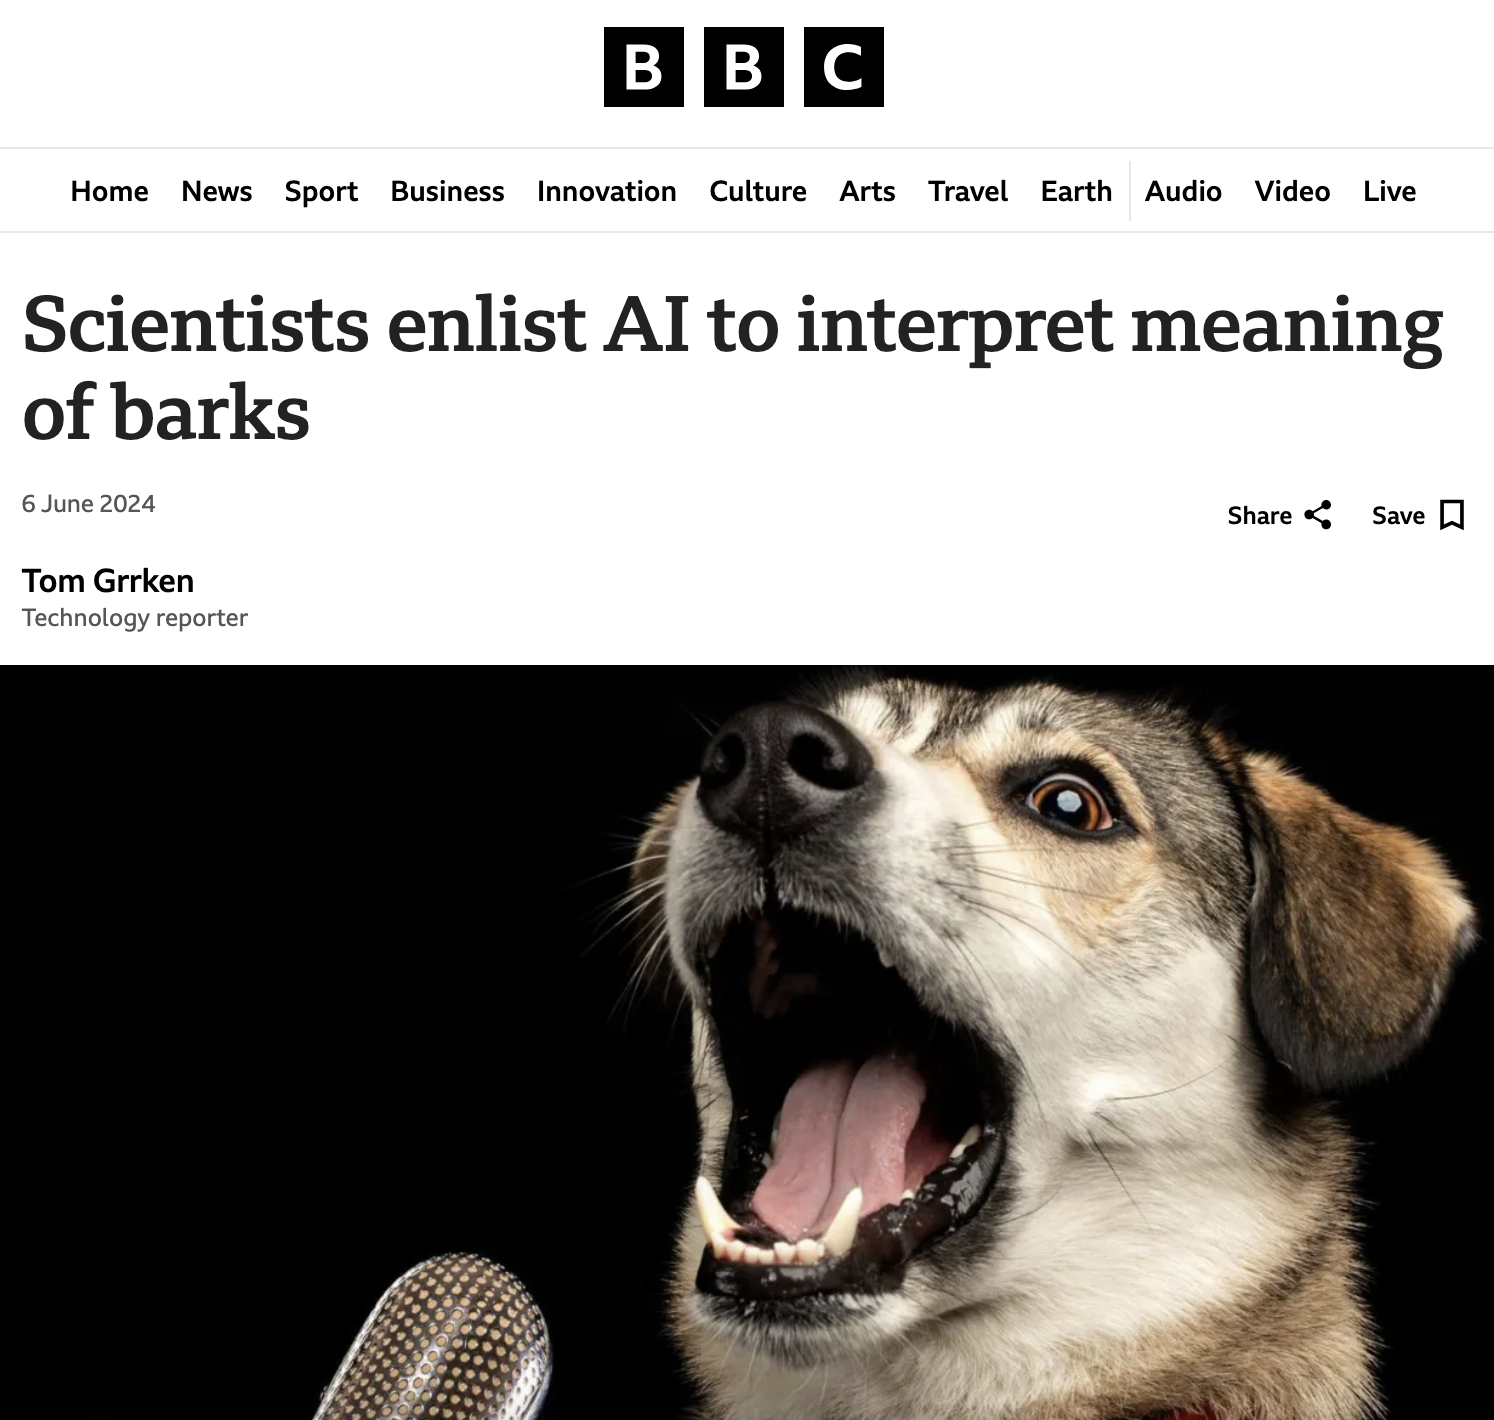 BBC
Home News Sport Business Innovation Culture Arts Travel Earth Audio Video Live
Scientists enlist AI to interpret meaning
of barks
6 June 2024
Share Save
Tom Grrken
Technology reporter